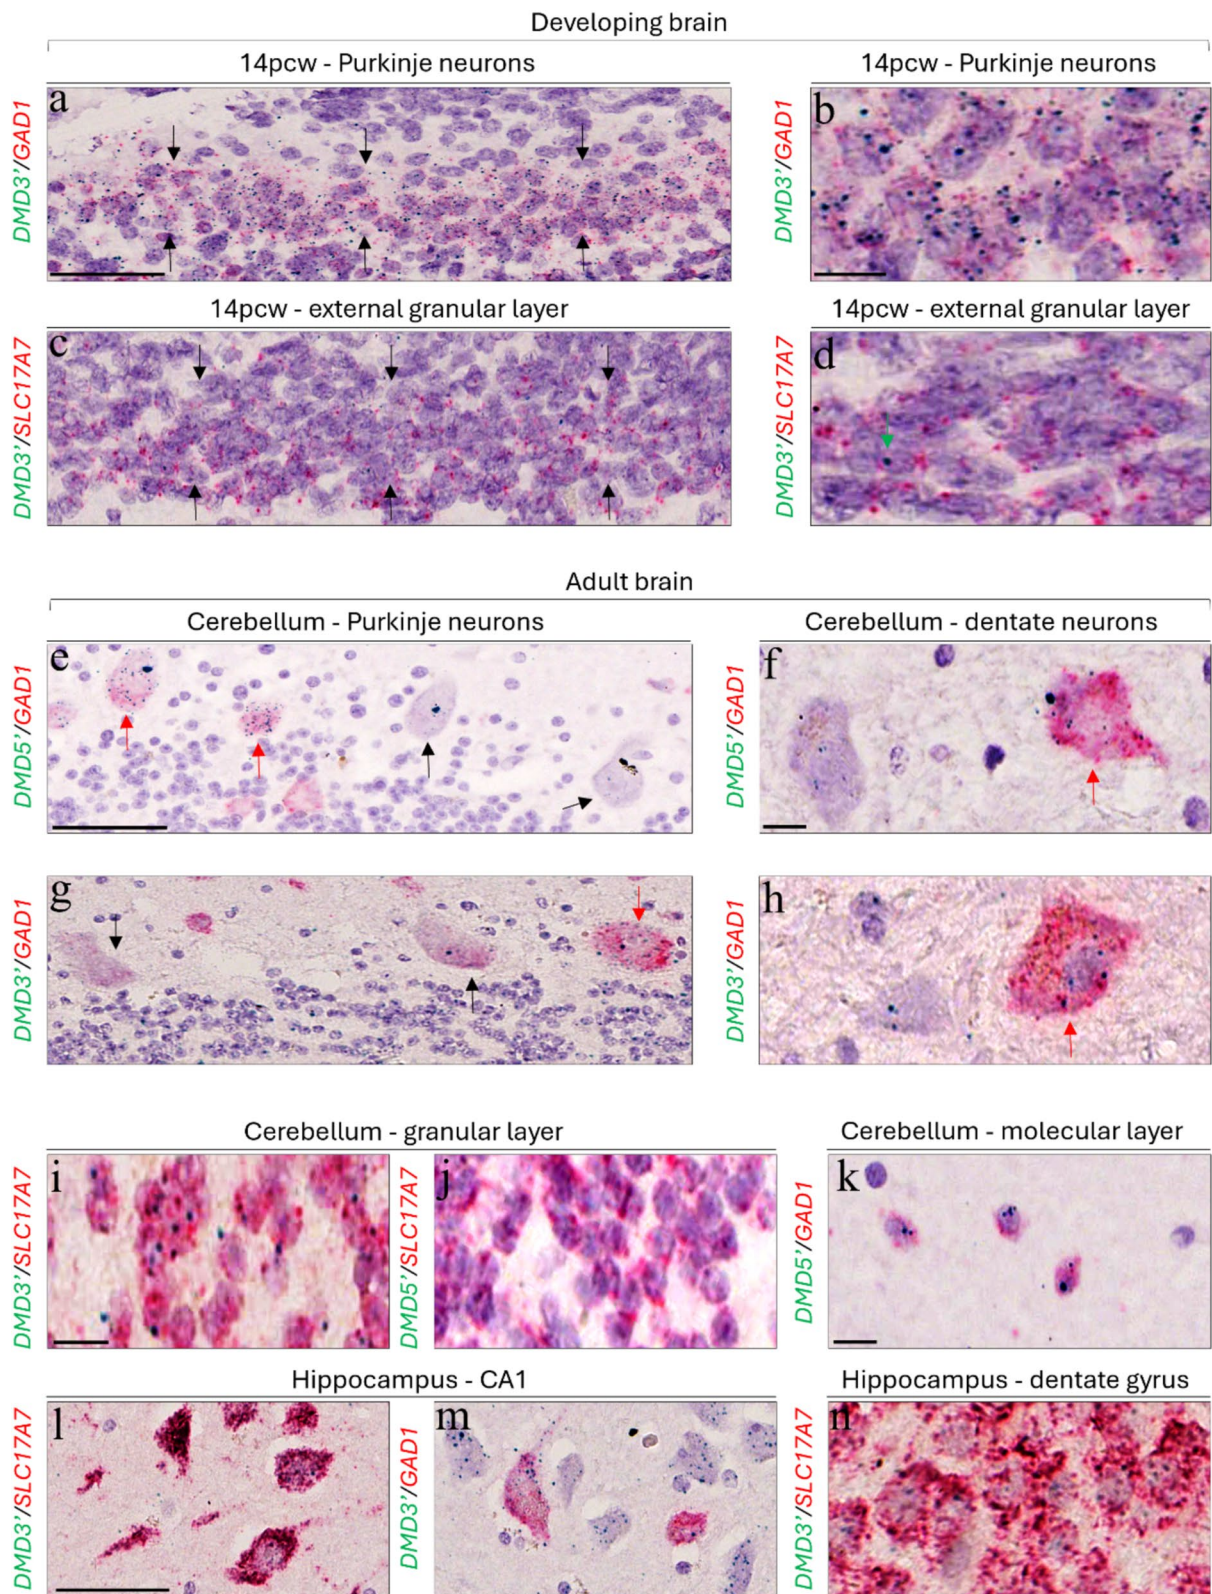 Developing brain
14pcw - Purkinje neurons
14pcw - Purkinje neurons
DMD3'/GAD1
a
DMD3'/GAD1
b
14pcw - external granular layer
14pcw - external granular layer
DMD3'/SLC17A7
c
DMD3'/SLC17A7
d
Adult brain
Cerebellum - Purkinje neurons
Cerebellum - dentate neurons
DMD5'/GAD1
e
DMD5'/GAD1
f
DMD3'/GAD1
g
DMD3'/GAD1
h
Cerebellum - granular layer
Cerebellum - molecular layer
DMD3'/SLC17A7
i
DMD5'/SLC17A7
j
DMD5'/GAD1
k
Hippocampus - CA1
Hippocampus - dentate gyrus
DMD3'/SLC17A7
l
DMD3'/GAD1
m
DMD3'/SLC17A7
n